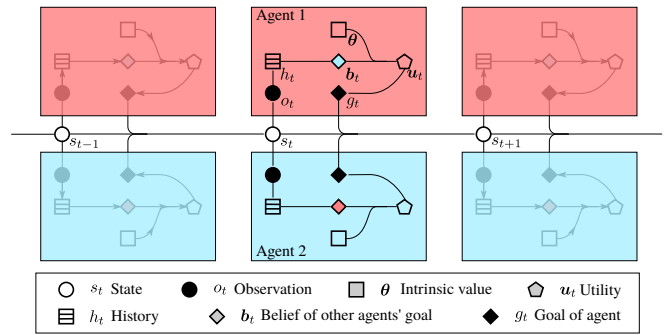 Agent 1
θ
h_t
b_t
u_t
o_t
g_t
s_{t−1}
s_t
s_{t+1}
Agent 2
s_t State
o_t Observation
θ Intrinsic value
u_t Utility
h_t History
b_t Belief of other agents' goal
g_t Goal of agent